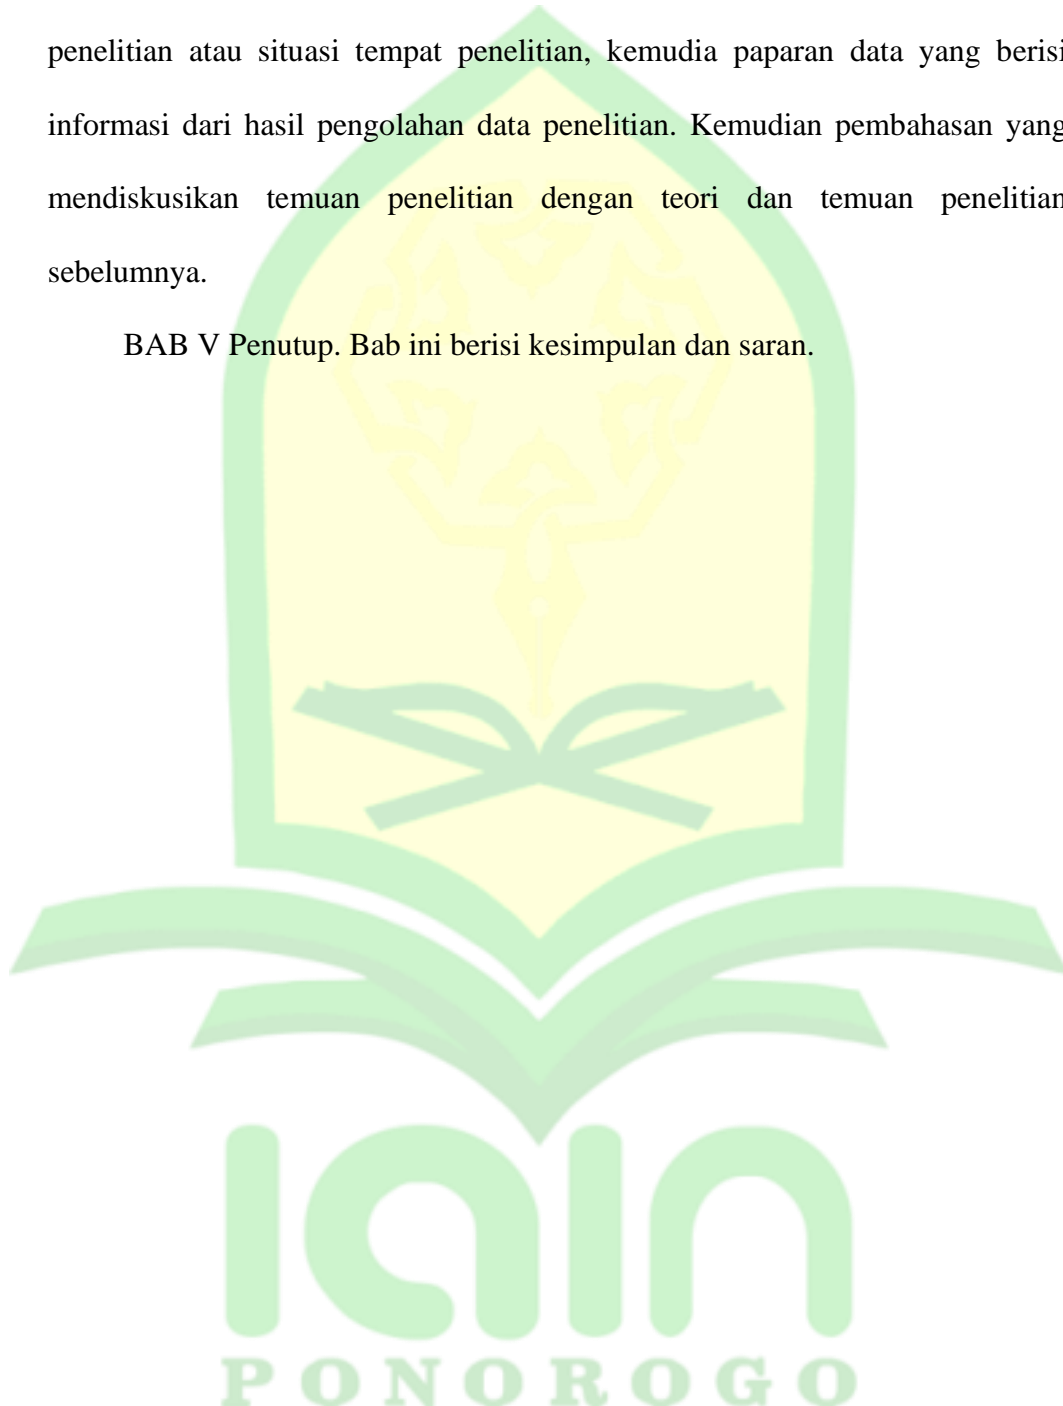 penelitian atau situasi tempat penelitian, kemudia paparan data yang berisi
informasi dari hasil pengolahan data penelitian. Kemudian pembahasan yang
mendiskusikan temuan penelitian dengan teori dan temuan penelitian
sebelumnya.
BAB V Penutup. Bab ini berisi kesimpulan dan saran.
iain
PONOROGO